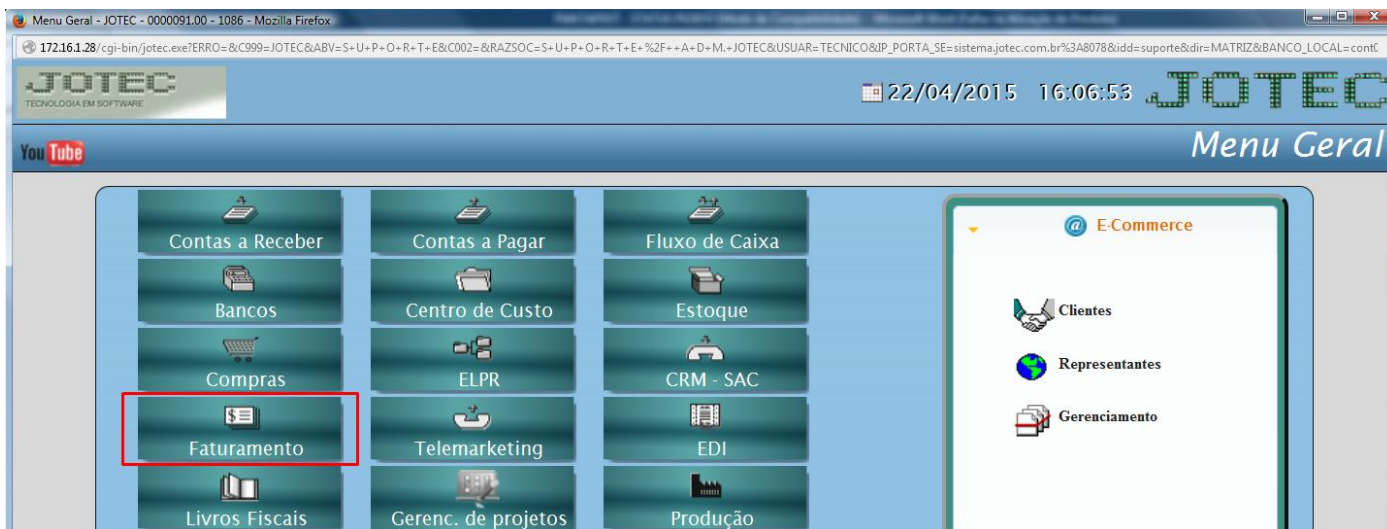 Menu Geral - JOTEC - 0000091.00 - 1086 - Mozilla Firefox
172.16.1.28/cgi-bin/jotec.exe?ERRO=&C999=JOTEC&ABV=S+U+P+O+R+T+E&C002=&RAZSOC=S+U+P+O+R+T+E+%2F++A+D+M.+JOTEC&USUAR=TECNICO&IP_PORTA_SE=sistema.jotec.com.br%3A8078&idd=suporte&dir=MATRIZ&BANCO_LOCAL=cont
JOTEC
TECNOLOGIA EM SOFTWARE
22/04/2015 16:06:53 JOTEC
YouTube
Menu Geral
Contas a Receber
Contas a Pagar
Fluxo de Caixa
E-Commerce
Bancos
Centro de Custo
Estoque
Clientes
Compras
ELPR
CRM - SAC
Representantes
Faturamento
Telemarketing
EDI
Gerenciamento
Livros Fiscais
Gerenc. de projetos
Produção